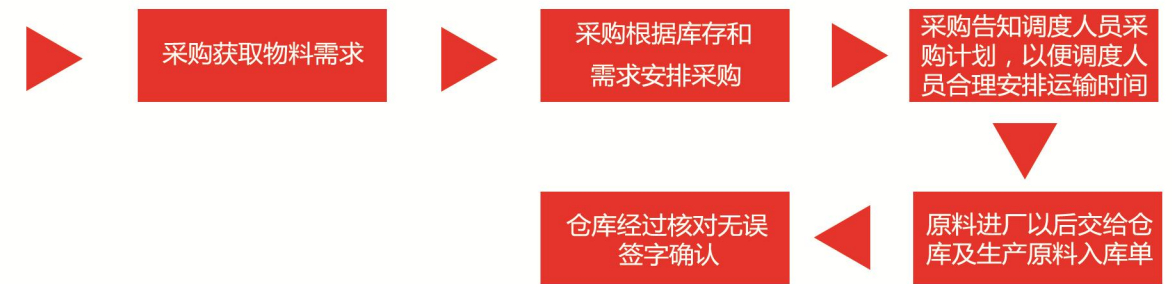 采购获取物料需求
采购根据库存和
需求安排采购
采购告知调度人员采
购计划，以便调度人
员合理安排运输时间
原料进厂以后交给仓
库及生产原料入库单
仓库经过核对无误
签字确认